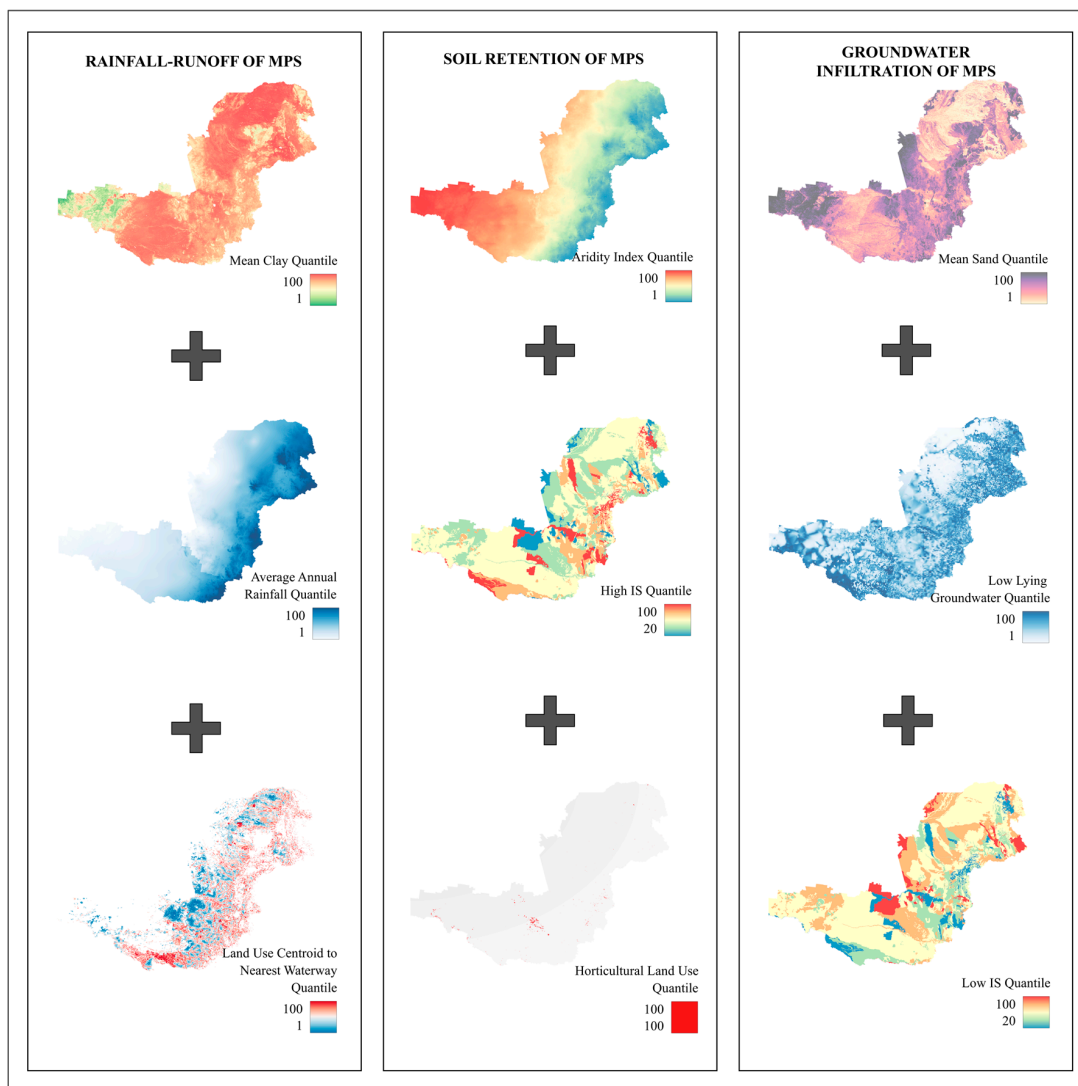 RAINFALL-RUNOFF OF MPS
Mean Clay Quantile
100
1
Average Annual
Rainfall Quantile
100
1
Land Use Centroid to
Nearest Waterway
Quantile
100
1
SOIL RETENTION OF MPS
Aridity Index Quantile
100
1
High IS Quantile
100
20
Horticultural Land Use
Quantile
100
100
GROUNDWATER
INFILTRATION OF MPS
Mean Sand Quantile
100
1
Low Lying
Groundwater Quantile
100
1
Low IS Quantile
100
20